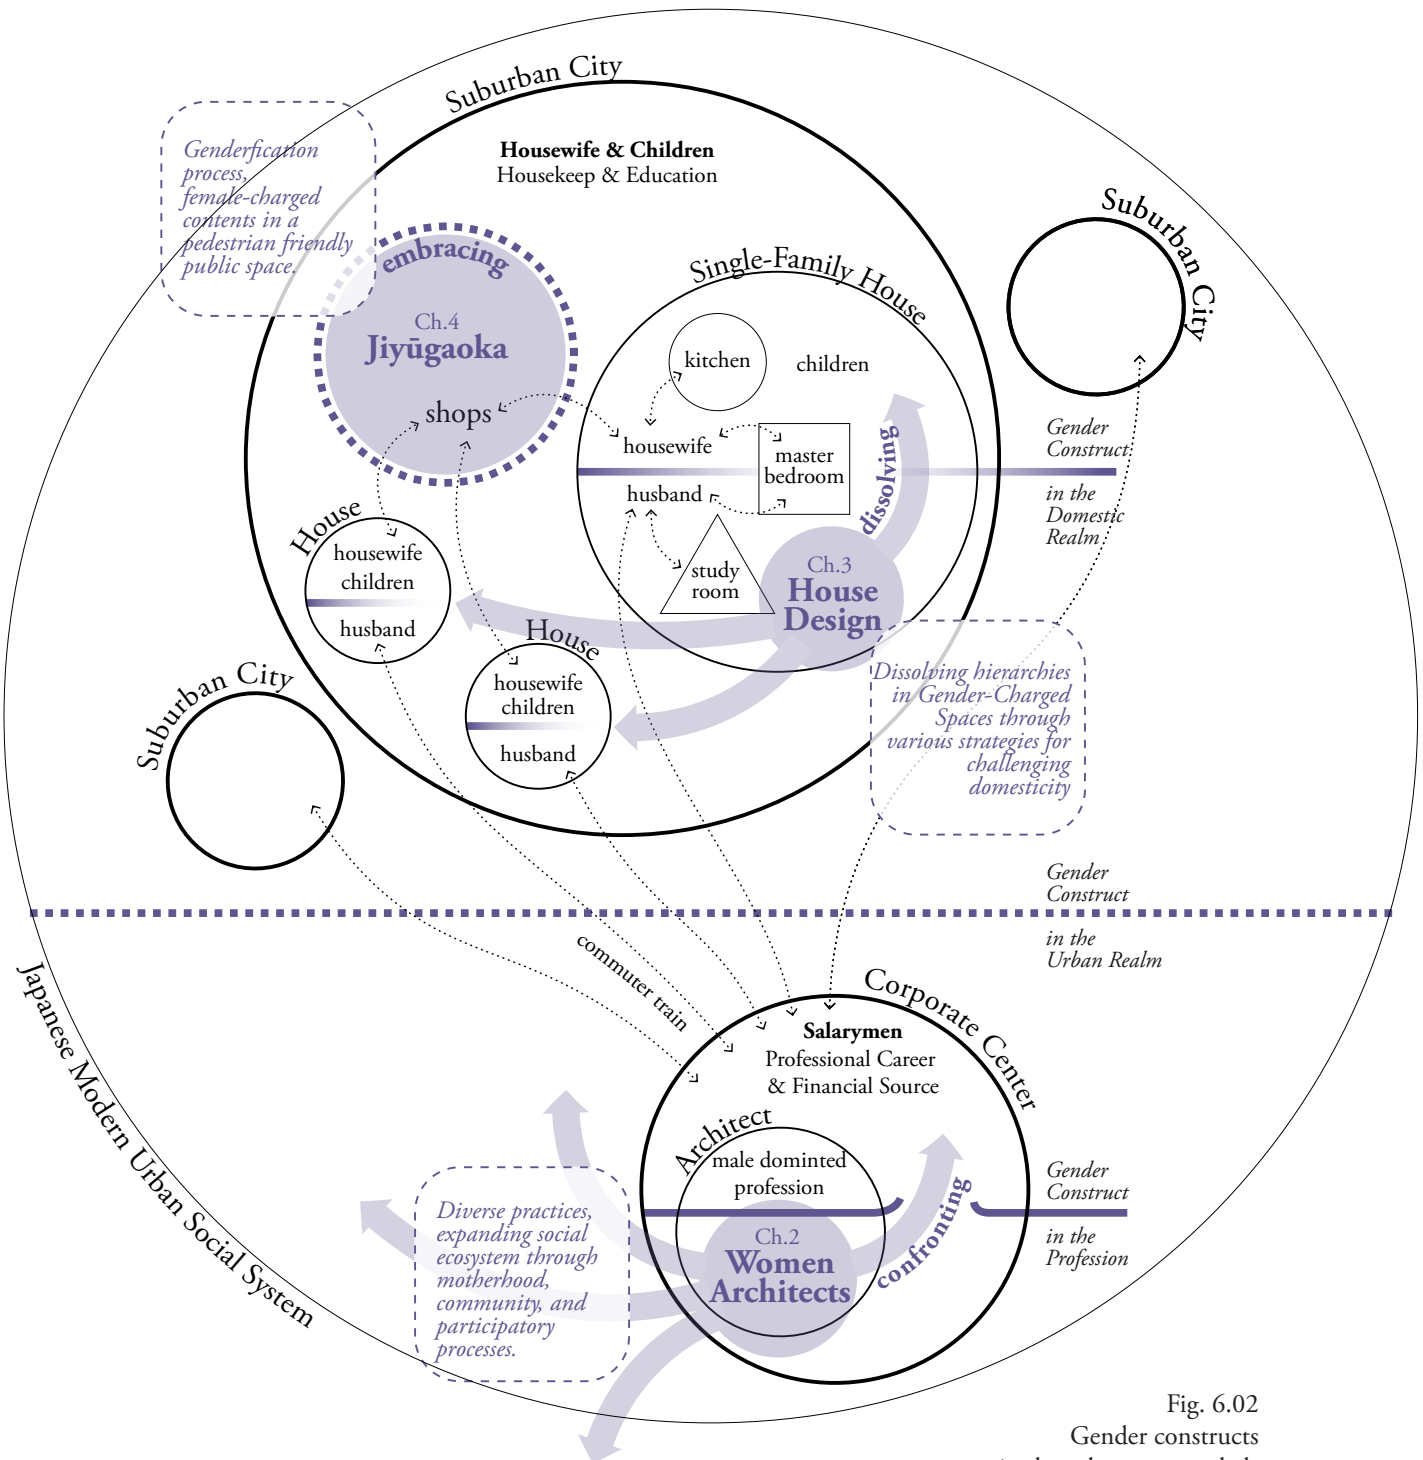 Suburban City
Housewife & Children
Housekeep & Education
Genderfication
process,
female-charged
contents in a
pedestrian friendly
public space.
embracing
Ch.4
Jiyūgaoka
shops
Single-Family House
kitchen
children
housewife
master
bedroom
husband
study
room
dissolving
Ch.3
House
Design
Suburban City
Gender
Construct
in the
Domestic
Realm
House
housewife
children
husband
House
housewife
children
husband
Suburban City
Dissolving hierarchies
in Gender-Charged
Spaces through
various strategies for
challenging
domesticity
Gender
Construct
in the
Urban Realm
commuter train
Japanese Modern Urban Social System
Corporate Center
Salarymen
Professional Career
& Financial Source
Architect
male dominted
profession
Ch.2
Women
Architects
confronting
Gender
Construct
in the
Profession
Diverse practices,
expanding social
ecosystem through
motherhood,
community, and
participatory
processes.
Fig. 6.02
Gender constructs